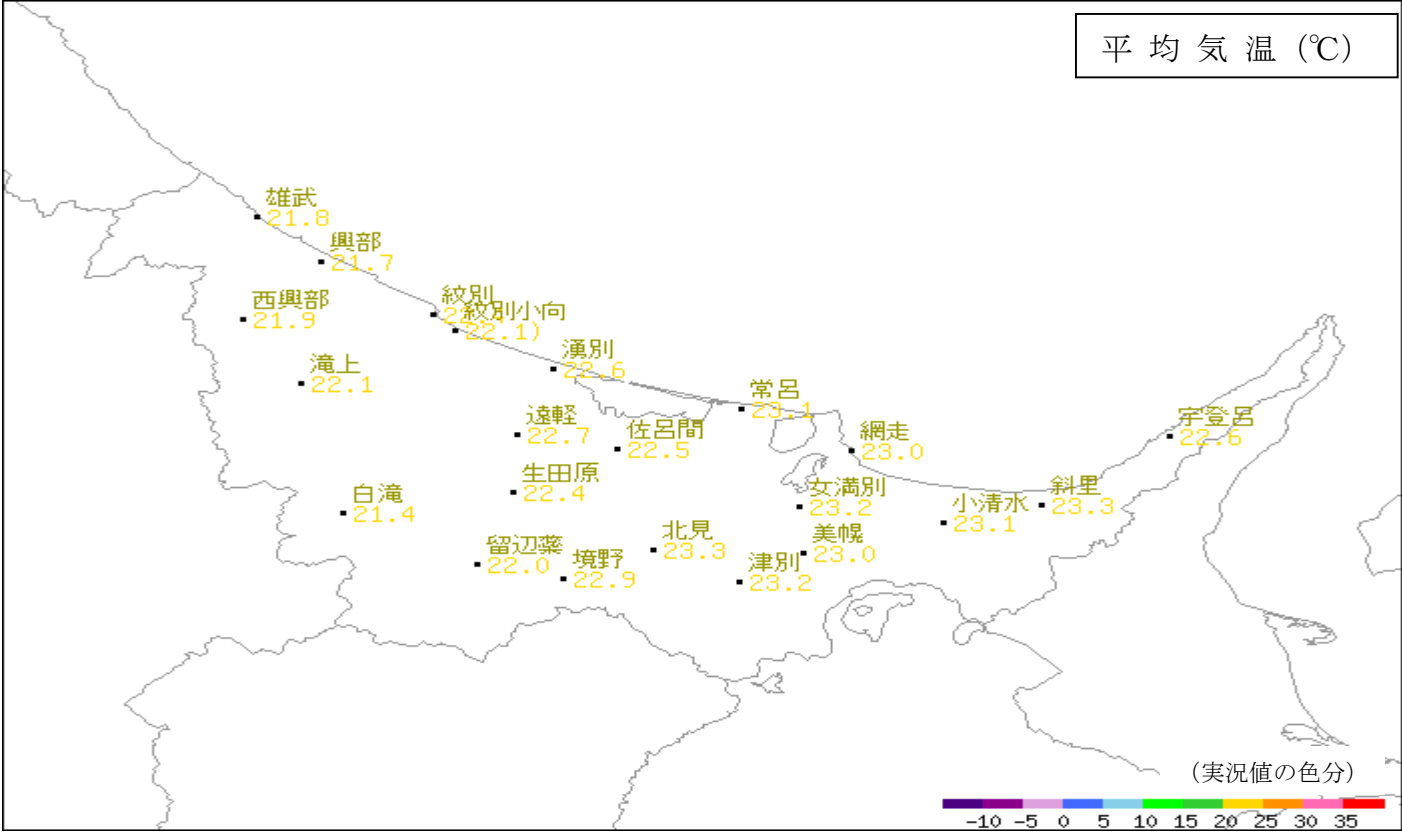 平 均 気 温 (℃)
雄武
21.8
興部
21.7
西興部
21.9
紋別
紋別小向
22.1)
滝上
22.1
湧別
22.6
常呂
23.1
遠軽
22.7
佐呂間
22.5
網走
23.0
宇登呂
22.6
生田原
22.4
白滝
21.4
女満別
23.2
小清水
23.1
斜里
23.3
北見
23.3
美幌
23.0
留辺蘂
22.0
境野
22.9
津別
23.2
(実況値の色分)
-10 -5 0 5 10 15 20 25 30 35